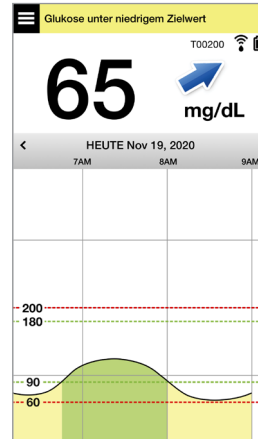 Glukose unter niedrigem Zielwert
T00200
65
mg/dL
HEUTE Nov 19, 2020
7AM 8AM 9AM
200
180
90
60